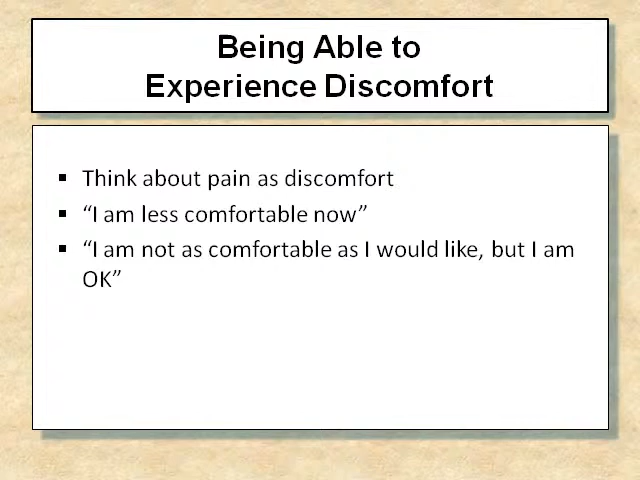 Being Able to
Experience Discomfort
▪ Think about pain as discomfort
▪ “I am less comfortable now”
▪ “I am not as comfortable as I would like, but I am
OK”